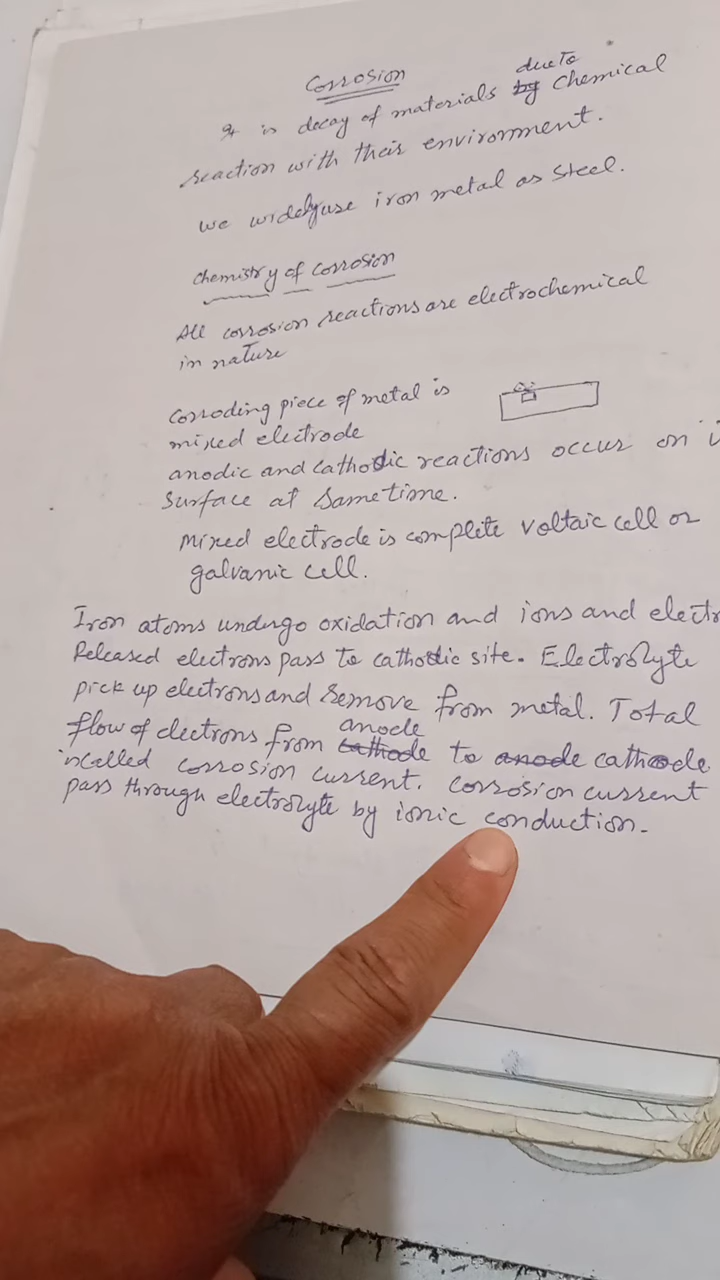 Corrosion
It is decay of materials due to by chemical
reaction with their environment.
we widely use iron metal as steel.
chemistry of corrosion
All corrosion reactions are electrochemical
in nature
Corroding piece of metal is
mixed electrode
anodic and cathodic reactions occur on
surface at sametime.
Mixed electrode is complete voltaic cell or
galvanic cell.
Iron atoms undergo oxidation and ions and electr
Released electrons pass to cathodic site. Electrolyte
pick up electrons and remove from metal. Total
flow of electrons from cathode anode to anode cathode
is called corrosion current. Corrosion current
pass through electrolyte by ionic conduction.